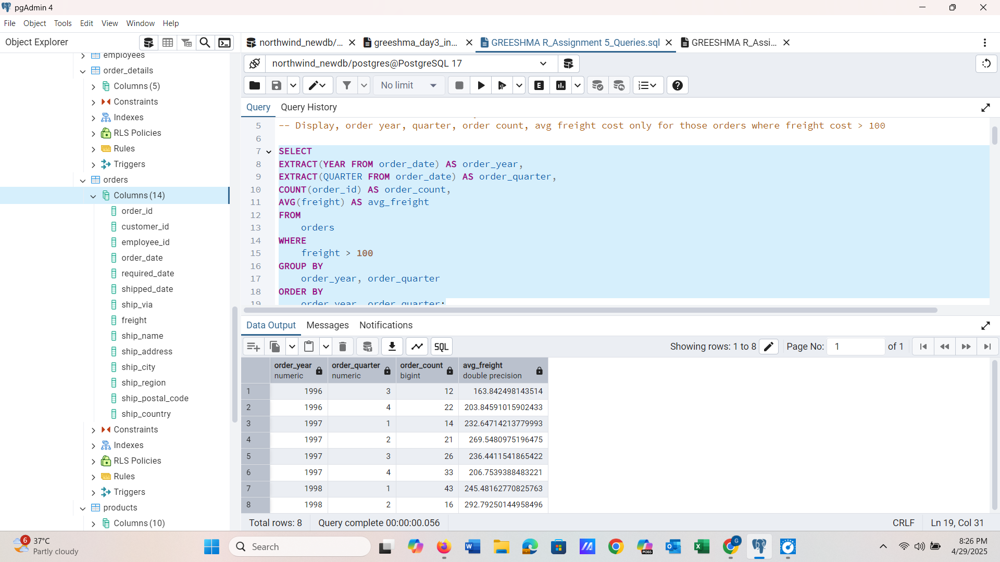 pgAdmin 4
File Object Tools Edit View Window Help
Object Explorer
employees
order_details
Columns (5)
Constraints
Indexes
RLS Policies
Rules
Triggers
orders
Columns (14)
order_id
customer_id
employee_id
order_date
required_date
shipped_date
ship_via
freight
ship_name
ship_address
ship_city
ship_region
ship_postal_code
ship_country
Constraints
Indexes
RLS Policies
Rules
Triggers
products
Columns (10)
northwind_newdb/... greeshma_day3_in... GREESHMA R_Assignment 5_Queries.sql GREESHMA R_Assi...
northwind_newdb/postgres@PostgreSQL 17
No limit E
Query Query History
5 -- Display, order year, quarter, order count, avg freight cost only for those orders where freight cost > 100
6
7 SELECT
8 EXTRACT(YEAR FROM order_date) AS order_year,
9 EXTRACT(QUARTER FROM order_date) AS order_quarter,
10 COUNT(order_id) AS order_count,
11 AVG(freight) AS avg_freight
12 FROM
13 orders
14 WHERE
15 freight > 100
16 GROUP BY
17 order_year, order_quarter
18 ORDER BY
19 order_year, order_quarter;
Data Output Messages Notifications
SQL Showing rows: 1 to 8 Page No: 1 of 1
order_year order_quarter order_count avg_freight
numeric numeric bigint double precision
1 1996 3 12 163.842498143514
2 1996 4 22 203.84591015902433
3 1997 1 14 232.64714213779993
4 1997 2 21 269.5480975196475
5 1997 3 26 236.4411541865422
6 1997 4 33 206.7539388483221
7 1998 1 43 245.48162770825763
8 1998 2 16 292.79250144958496
Total rows: 8 Query complete 00:00:00.056 CRLF Ln 19, Col 31
6 37°C
Partly cloudy
Search
M365
G
8:26 PM
4/29/2025